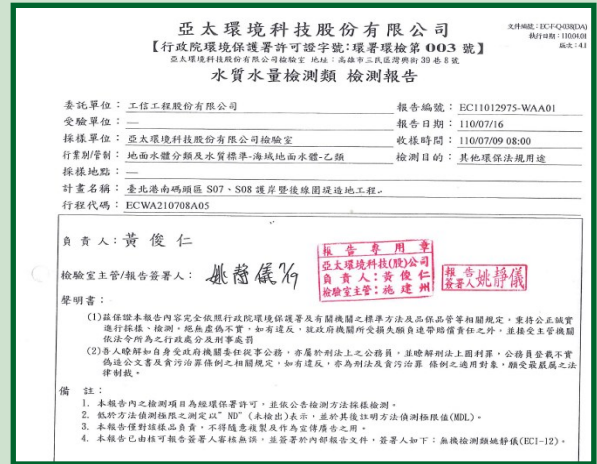 亞太環境科技股份有限公司
文件編號：EC-F-Q-038(DA)
執行日期：110.04.01
版次：4.1
【行政院環境保護署許可證字號：環署環檢第 003 號】
亞太環境科技股份有限公司檢驗室 地址：高雄市三民區灣興街 39 巷 8 號
水質水量檢測類 檢測報告
委託單位：工信工程股份有限公司
報告編號：EC11012975-WAA01
受驗單位：—
報告日期：110/07/16
採樣單位：亞太環境科技股份有限公司檢驗室
收樣時間：110/07/09 08:00
行業別/管制：地面水體分類及水質標準-海域地面水體-乙類
檢測目的：其他環保法規用途
採樣地點：—
計畫名稱：臺北港南碼頭區 S07、S08 護岸暨後線圍堤造地工程
行程代碼：ECWA210708A05
負責人：黃俊仁
檢驗室主管/報告簽署人：姚靜儀 7/19
報告專用章
亞太環境科技(股)公司
負責人：黃俊仁
檢驗室主管：施建州
報告簽署人姚靜儀
聲明書：
(1)茲保證本報告內容完全依照行政院環境保護署及有關機關之標準方法及品保品管等相關規定，秉持公正誠實
進行採樣、檢測，絕無虛偽不實，如有違反，就政府機關所受損失願負連帶賠償責任之外，並接受主管機關
依法令所為之行政處分及刑事處罰
(2)吾人瞭解如自身受政府機關委任從事公務，亦屬於刑法上之公務員，並瞭解刑法上圖利罪、公務員登載不實
偽造公文書及貪污治罪條例之相關規定，如有違反，亦為刑法及貪污治罪 條例之適用對象，願受最嚴厲之法
律制裁。
備 註：
1. 本報告內之檢測項目為經環保署許可，並依公告檢測方法採樣檢測。
2. 低於方法偵測極限之測定以"ND"(未檢出)表示，並於其後註明方法偵測極限值(MDL)。
3. 本報告僅對該樣品負責，不得隨意複製及作為宣傳廣告之用。
4. 本報告已由核可報告簽署人審核無誤，並簽署於內部報告文件，簽署人如下：無機檢測類姚靜儀(ECI-12)。